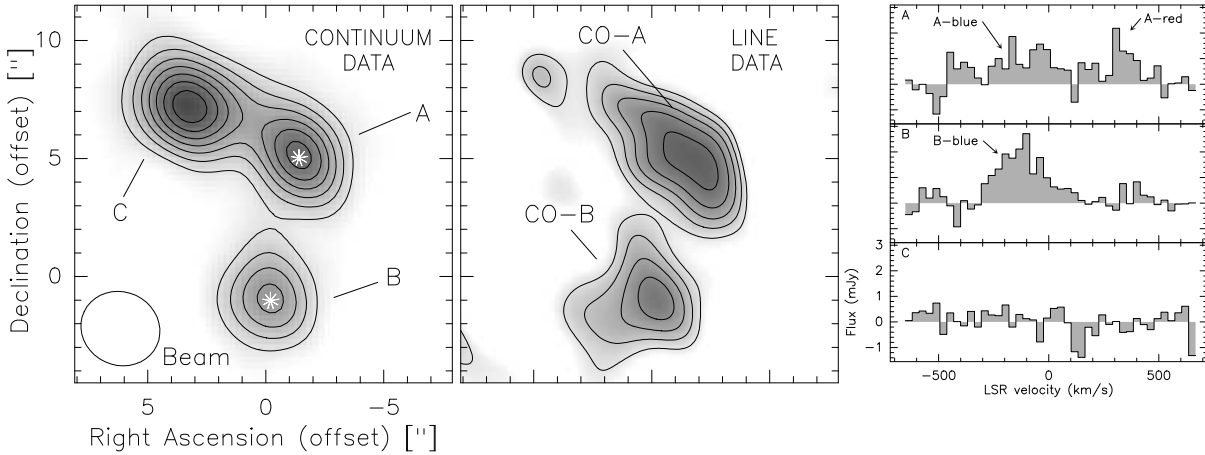 CONTINUUM
DATA
A
C
B
Beam
10
5
0
Declination (offset) ["]
5
0
−5
Right Ascension (offset) ["]
CO−A
LINE
DATA
CO−B
A
A−blue
A−red
B
B−blue
C
3
2
1
0
−1
Flux (mJy)
−500
0
500
LSR velocity (km/s)